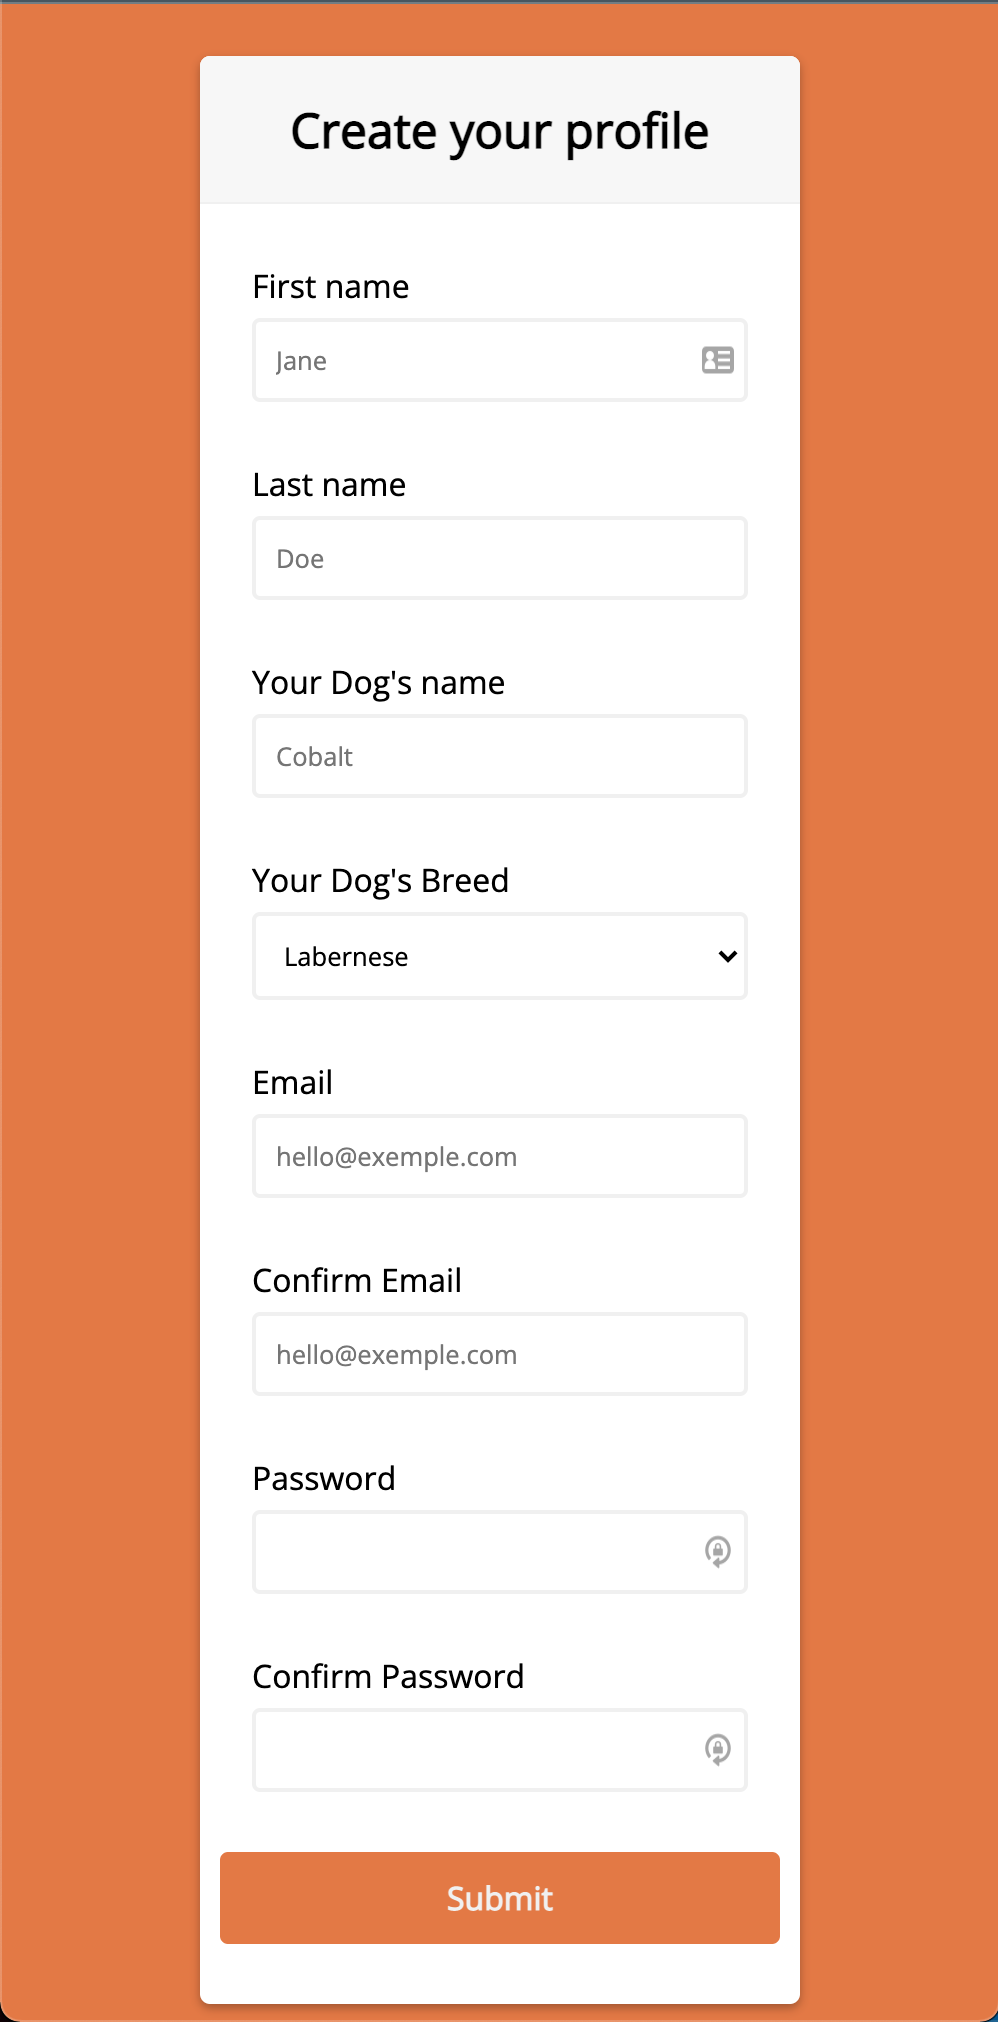 Create your profile
First name
Jane
Last name
Doe
Your Dog's name
Cobalt
Your Dog's Breed
Labernese
Email
hello@exemple.com
Confirm Email
hello@exemple.com
Password
Confirm Password
Submit